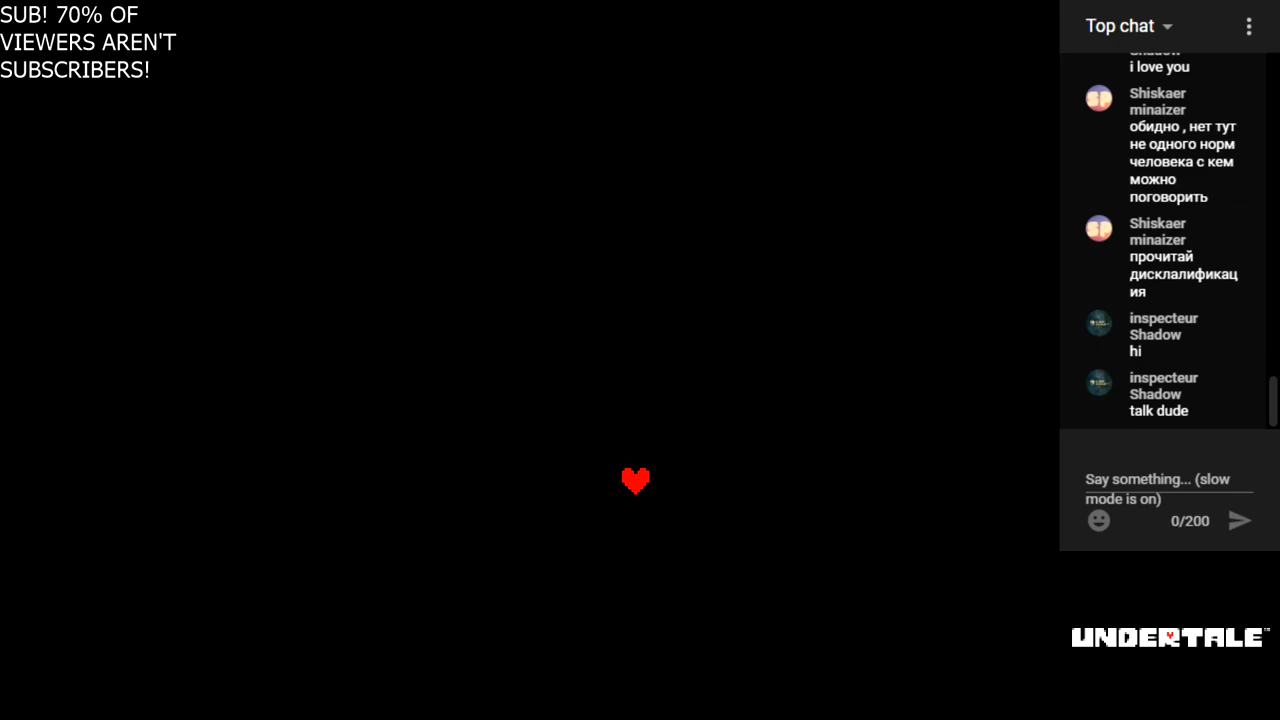 SUB! 70% OF
VIEWERS AREN'T
SUBSCRIBERS!
Top chat
i love you
Shiskaer
minaizer
обидно , нет тут
не одного норм
человека с кем
можно
поговорить
Shiskaer
minaizer
прочитай
дисклалификац
ия
inspecteur
Shadow
hi
inspecteur
Shadow
talk dude
Say something... (slow
mode is on)
0/200
UNDERTALE